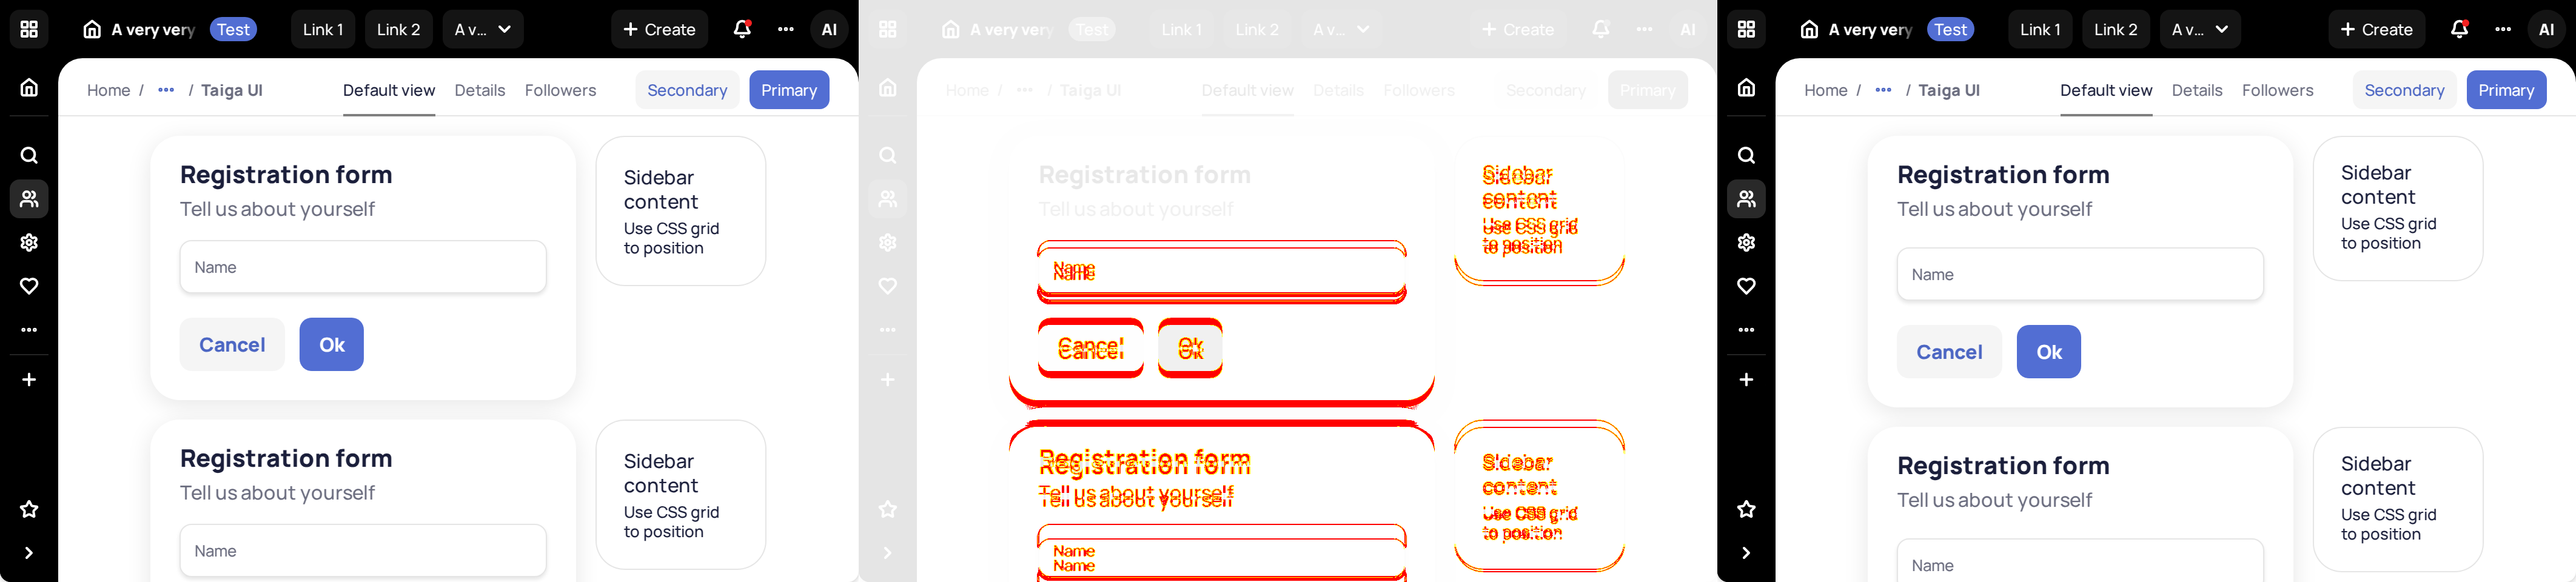 A very very Test Link 1 Link 2 A v... Create AI
Home / ••• / Taiga UI Default view Details Followers Secondary Primary
Registration form
Tell us about yourself
Name
Cancel Ok
Sidebar
content
Use CSS grid
to position
Registration form
Tell us about yourself
Name
Sidebar
content
Use CSS grid
to position
A very very Test Link 1 Link 2 A v... Create AI
Home / ••• / Taiga UI Default view Details Followers Secondary Primary
Registration form
Tell us about yourself
Name
Name
Cancel Ok
Sidebar
content
Use CSS grid
to position
Registration form
Tell us about yourself
Name
Name
Sidebar
content
Use CSS grid
to position
A very very Test Link 1 Link 2 A v... Create AI
Home / ••• / Taiga UI Default view Details Followers Secondary Primary
Registration form
Tell us about yourself
Name
Cancel Ok
Sidebar
content
Use CSS grid
to position
Registration form
Tell us about yourself
Name
Sidebar
content
Use CSS grid
to position